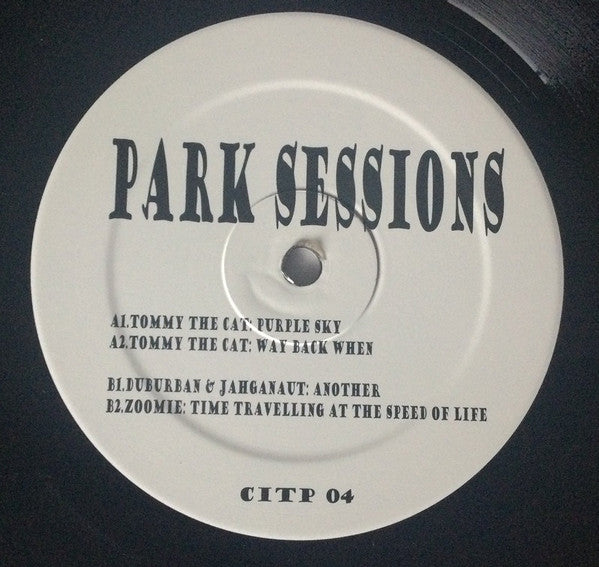 PARK SESSIONS
A1.TOMMY THE CAT: PURPLE SKY
A2.TOMMY THE CAT: WAY BACK WHEN
B1.DUBURBAN & JAHGANAUT: ANOTHER
B2.ZOOMIE: TIME TRAVELLING AT THE SPEED OF LIFE
CITP 04